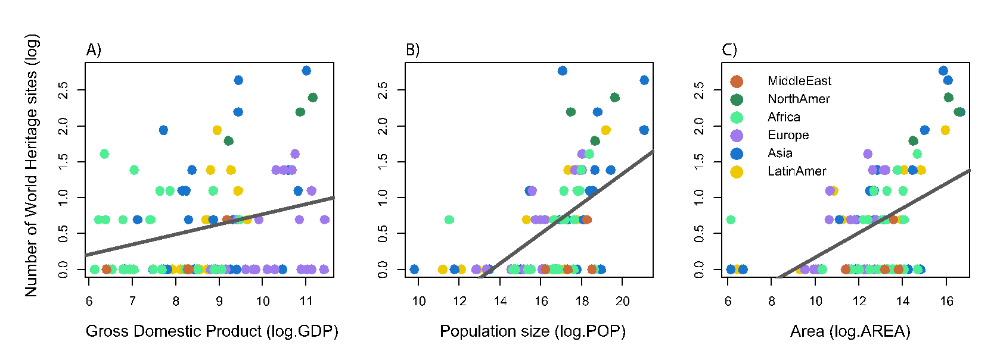 A)
B)
C)
Number of World Heritage sites (log)
0.0 0.5 1.0 1.5 2.0 2.5
6 7 8 9 10 11
Gross Domestic Product (log.GDP)
0.0 0.5 1.0 1.5 2.0 2.5
10 12 14 16 18 20
Population size (log.POP)
0.0 0.5 1.0 1.5 2.0 2.5
MiddleEast
NorthAmer
Africa
Europe
Asia
LatinAmer
6 8 10 12 14 16
Area (log.AREA)